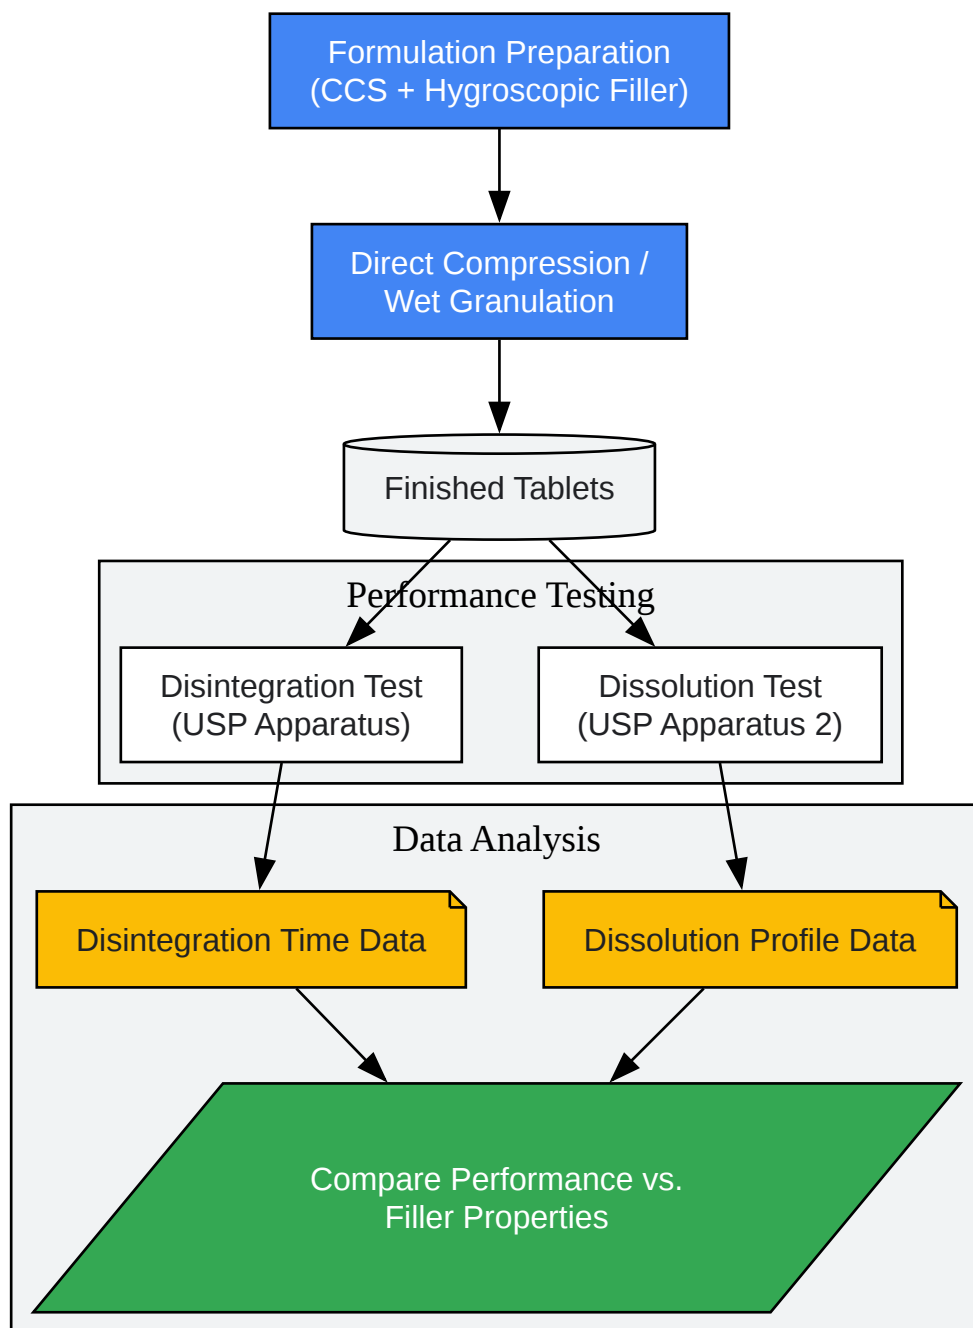 Formulation Preparation
(CCS + Hygroscopic Filler)
Direct Compression /
Wet Granulation
Finished Tablets
Performance Testing
Disintegration Test
(USP Apparatus)
Dissolution Test
(USP Apparatus 2)
Data Analysis
Disintegration Time Data
Dissolution Profile Data
Compare Performance vs.
Filler Properties